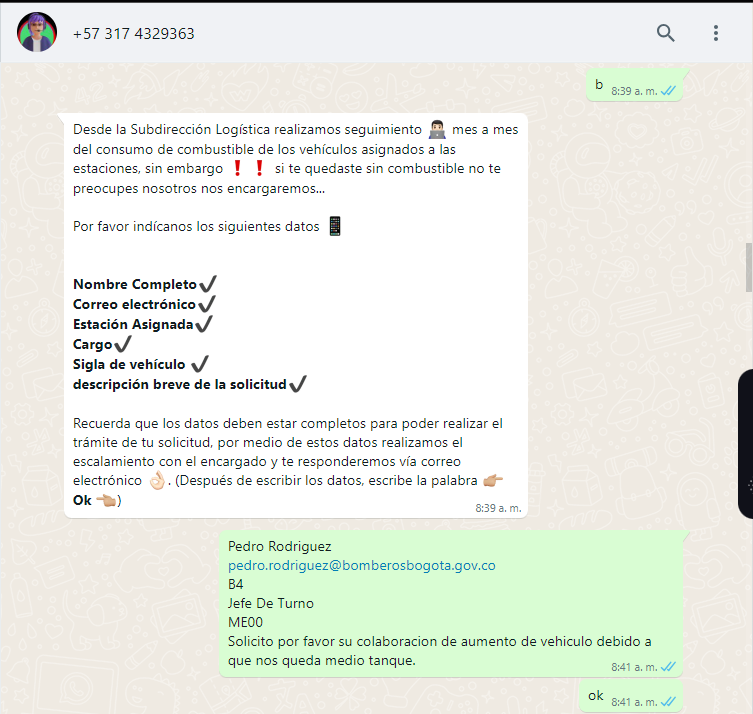 +57 317 4329363
b
8:39 a. m.
Desde la Subdirección Logística realizamos seguimiento mes a mes
del consumo de combustible de los vehículos asignados a las
estaciones, sin embargo ❗ ❗ si te quedaste sin combustible no te
preocupes nosotros nos encargaremos...
Por favor indícanos los siguientes datos
Nombre Completo✔
Correo electrónico✔
Estación Asignada✔
Cargo✔
Sigla de vehículo ✔
descripción breve de la solicitud✔
Recuerda que los datos deben estar completos para poder realizar el
trámite de tu solicitud, por medio de estos datos realizamos el
escalamiento con el encargado y te responderemos vía correo
electrónico 👌🏻. (Después de escribir los datos, escribe la palabra 👉🏼
Ok 👈🏼)
8:39 a. m.
Pedro Rodriguez
pedro.rodriguez@bomberosbogota.gov.co
B4
Jefe De Turno
ME00
Solicito por favor su colaboracion de aumento de vehiculo debido a
que nos queda medio tanque.
8:41 a. m.
ok
8:41 a. m.